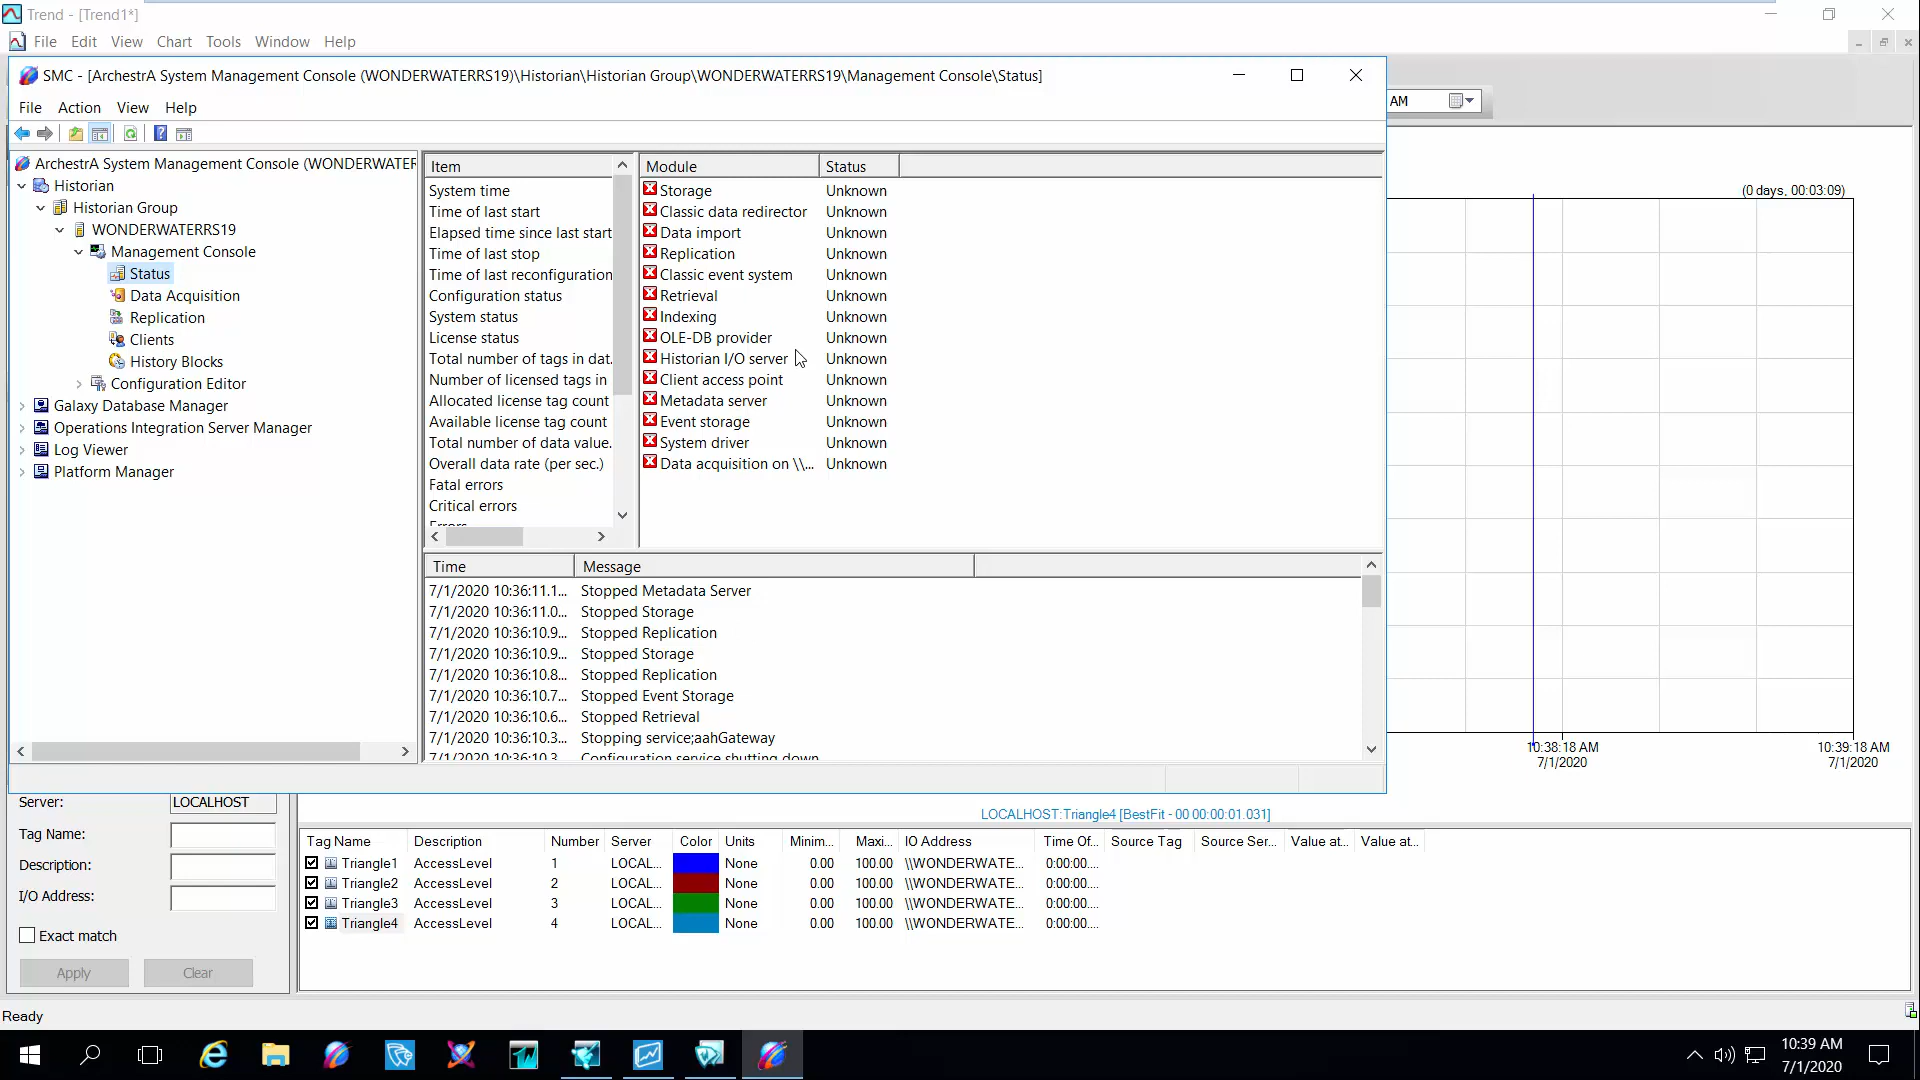 Trend - [Trend1*]
File Edit View Chart Tools Window Help
SMC - [ArchestrA System Management Console (WONDERWATERRS19)\Historian\Historian Group\WONDERWATERRS19\Management Console\Status]
File Action View Help
AM
ArchestrA System Management Console (WONDERWATER
Historian
Historian Group
WONDERWATERRS19
Management Console
Status
Data Acquisition
Replication
Clients
History Blocks
Configuration Editor
Galaxy Database Manager
Operations Integration Server Manager
Log Viewer
Platform Manager
Item
System time
Time of last start
Elapsed time since last start
Time of last stop
Time of last reconfiguration
Configuration status
System status
License status
Total number of tags in dat.
Number of licensed tags in
Allocated license tag count
Available license tag count
Total number of data value.
Overall data rate (per sec.)
Fatal errors
Critical errors
Errors
Module Status
Storage Unknown
Classic data redirector Unknown
Data import Unknown
Replication Unknown
Classic event system Unknown
Retrieval Unknown
Indexing Unknown
OLE-DB provider Unknown
Historian I/O server Unknown
Client access point Unknown
Metadata server Unknown
Event storage Unknown
System driver Unknown
Data acquisition on \\... Unknown
Time Message
7/1/2020 10:36:11.1... Stopped Metadata Server
7/1/2020 10:36:11.0... Stopped Storage
7/1/2020 10:36:10.9... Stopped Replication
7/1/2020 10:36:10.9... Stopped Storage
7/1/2020 10:36:10.8... Stopped Replication
7/1/2020 10:36:10.7... Stopped Event Storage
7/1/2020 10:36:10.6... Stopped Retrieval
7/1/2020 10:36:10.3... Stopping service;aahGateway
7/1/2020 10:36:10.3 Configuration service shutting down
(0 days, 00:03:09)
10:38:18 AM 10:39:18 AM
7/1/2020 7/1/2020
LOCALHOST:Triangle4 [BestFit - 00 00:00:01.031]
Server: LOCALHOST
Tag Name:
Description:
I/O Address:
Exact match
Apply Clear
Tag Name Description Number Server Color Units Minim... Maxi... IO Address Time Of... Source Tag Source Ser... Value at... Value at...
Triangle1 AccessLevel 1 LOCAL... None 0.00 100.00 \\WONDERWATE... 0:00:00....
Triangle2 AccessLevel 2 LOCAL... None 0.00 100.00 \\WONDERWATE... 0:00:00....
Triangle3 AccessLevel 3 LOCAL... None 0.00 100.00 \\WONDERWATE... 0:00:00....
Triangle4 AccessLevel 4 LOCAL... None 0.00 100.00 \\WONDERWATE... 0:00:00....
Ready
10:39 AM
7/1/2020